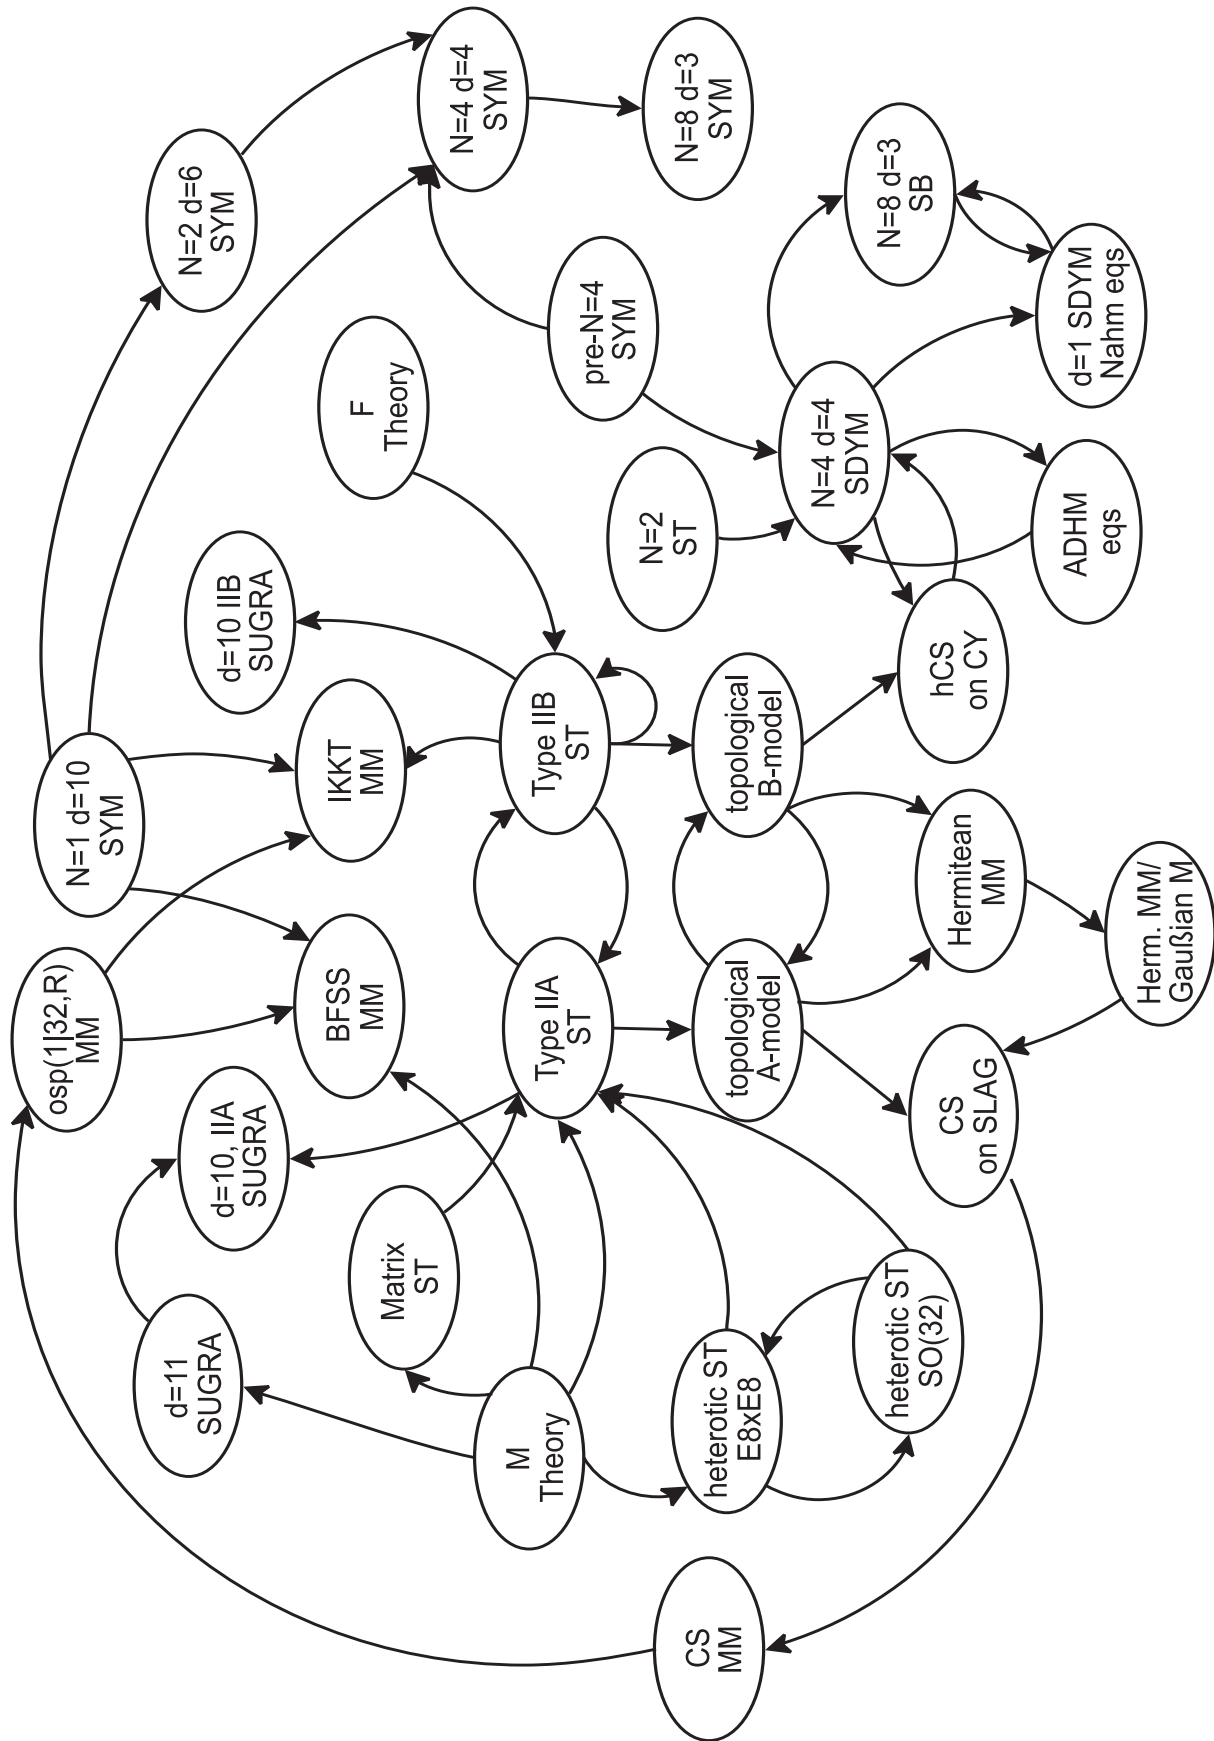 N=2 d=6
SYM
N=4 d=4
SYM
N=8 d=3
SYM
N=1 d=10
SYM
d=10 IIB
SUGRA
F
Theory
pre-N=4
SYM
N=8 d=3
SB
osp(1|32,R)
MM
IKKT
MM
N=2
ST
N=4 d=4
SDYM
d=1 SDYM
Nahm eqs
BFSS
MM
Type IIB
ST
topological
B-model
hCS
on CY
ADHM
eqs
d=10, IIA
SUGRA
Type IIA
ST
topological
A-model
Hermitean
MM
Herm. MM/
Gaußian M
d=11
SUGRA
Matrix
ST
CS
on SLAG
M
Theory
heterotic ST
E8xE8
heterotic ST
SO(32)
CS
MM